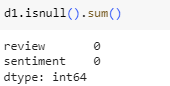 d1.isnull().sum()
review 0
sentiment 0
dtype: int64